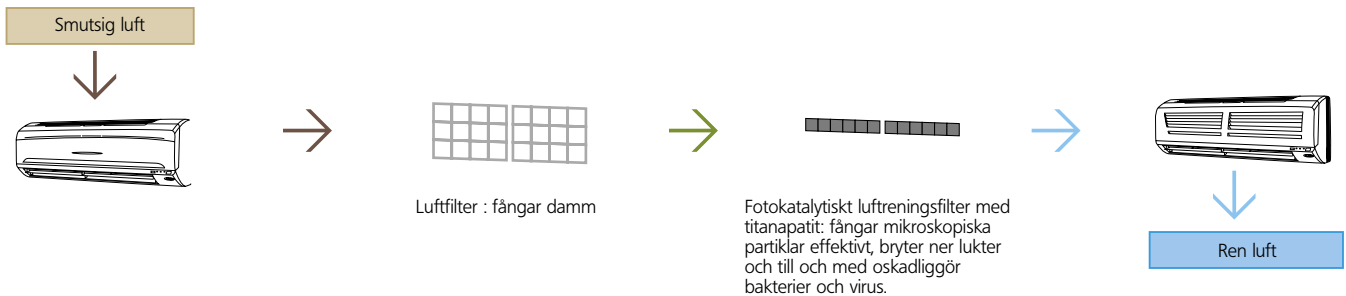 Smutsig luft
Luftfilter : fångar damm
Fotokatalytiskt luftreningsfilter med
titanapatit: fångar mikroskopiska
partiklar effektivt, bryter ner lukter
och till och med oskadliggör
bakterier och virus.
Ren luft